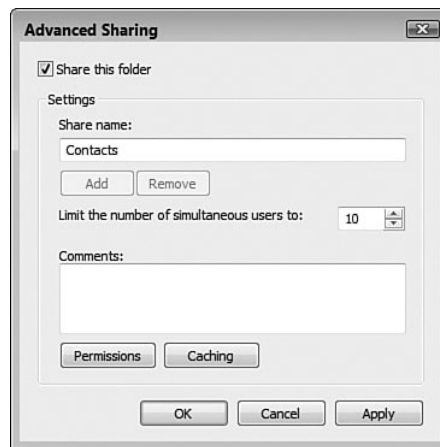 Advanced Sharing
Share this folder
Settings
Share name:
Contacts
Add Remove
Limit the number of simultaneous users to: 10
Comments:
Permissions Caching
OK Cancel Apply